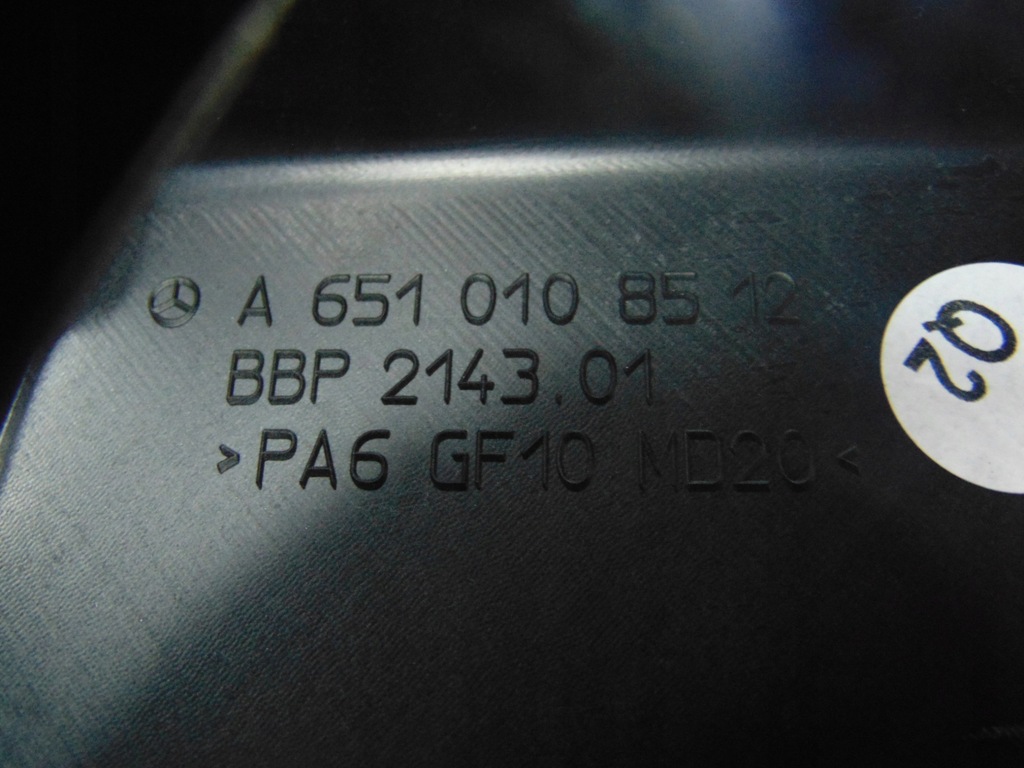 A 651 010 85 12
BBP 2143.01
>PA6 GF10 MD20<
Q2